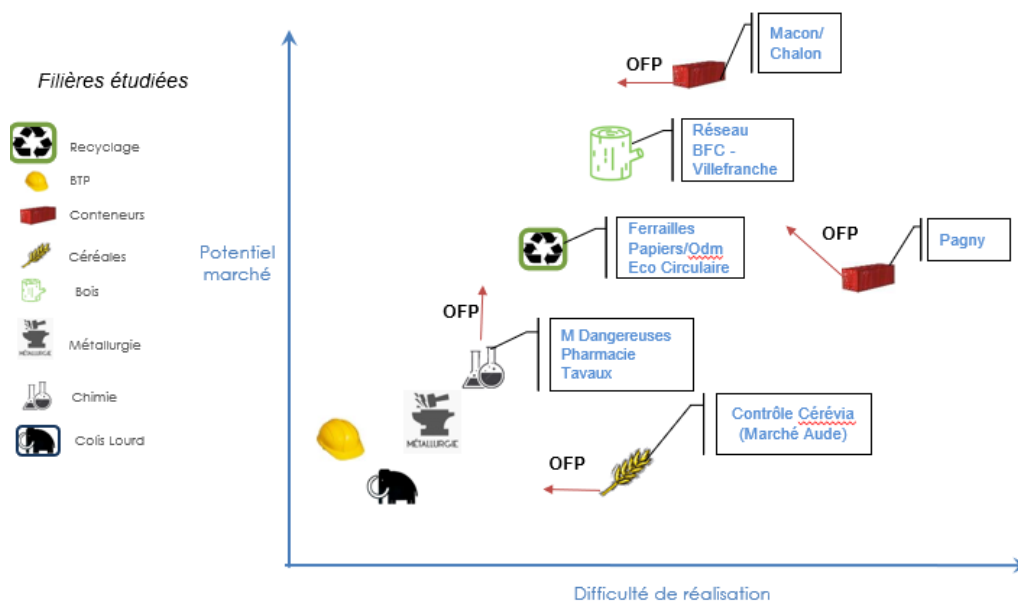 Filières étudiées
Recyclage
BTP
Conteneurs
Céréales
Bois
MÉTALLURGIE
Métallurgie
Chimie
Colis Lourd
Potentiel
marché
OFP
Macon/
Chalon
Réseau
BFC -
Villefranche
Ferrailles
Papiers/Odm
Eco Circulaire
OFP
Pagny
OFP
M Dangereuses
Pharmacie
Tavaux
MÉTALLURGIE
OFP
Contrôle Cérévia
(Marché Aude)
Difficulté de réalisation